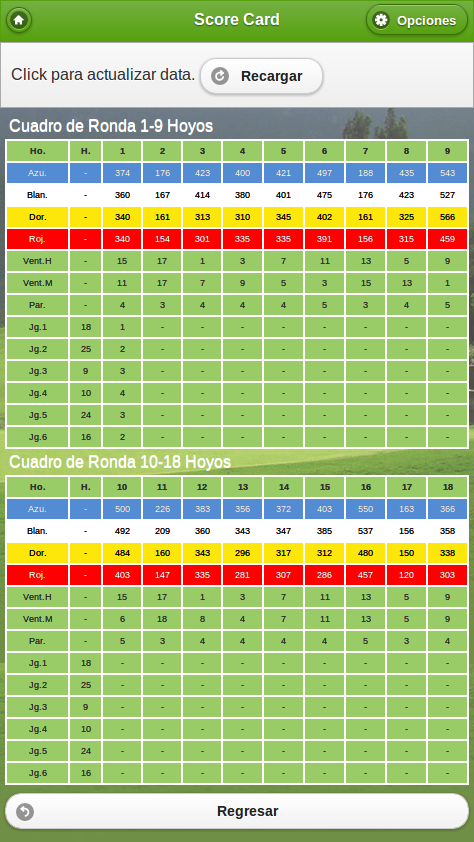 Score Card
Opciones
Click para actualizar data.
Recargar
Cuadro de Ronda 1-9 Hoyos
Ho. H. 1 2 3 4 5 6 7 8 9
Azu. - 374 176 423 400 421 497 188 435 543
Blan. - 360 167 414 380 401 475 176 423 527
Dor. - 340 161 313 310 345 402 161 325 566
Roj. - 340 154 301 335 335 391 156 315 459
Vent.H - 15 17 1 3 7 11 13 5 9
Vent.M - 11 17 7 9 5 3 15 13 1
Par. - 4 3 4 4 4 5 3 4 5
Jg.1 18 1 - - - - - - - -
Jg.2 25 2 - - - - - - - -
Jg.3 9 3 - - - - - - - -
Jg.4 10 4 - - - - - - - -
Jg.5 24 3 - - - - - - - -
Jg.6 16 2 - - - - - - - -
Cuadro de Ronda 10-18 Hoyos
Ho. H. 10 11 12 13 14 15 16 17 18
Azu. - 500 226 383 356 372 403 550 163 366
Blan. - 492 209 360 343 347 385 537 156 358
Dor. - 484 160 343 296 317 312 480 150 338
Roj. - 403 147 335 281 307 286 457 120 303
Vent.H - 15 17 1 3 7 11 13 5 9
Vent.M - 6 18 8 4 7 11 13 5 9
Par. - 5 3 4 4 4 4 5 3 4
Jg.1 18 - - - - - - - - -
Jg.2 25 - - - - - - - - -
Jg.3 9 - - - - - - - - -
Jg.4 10 - - - - - - - - -
Jg.5 24 - - - - - - - - -
Jg.6 16 - - - - - - - - -
Regresar